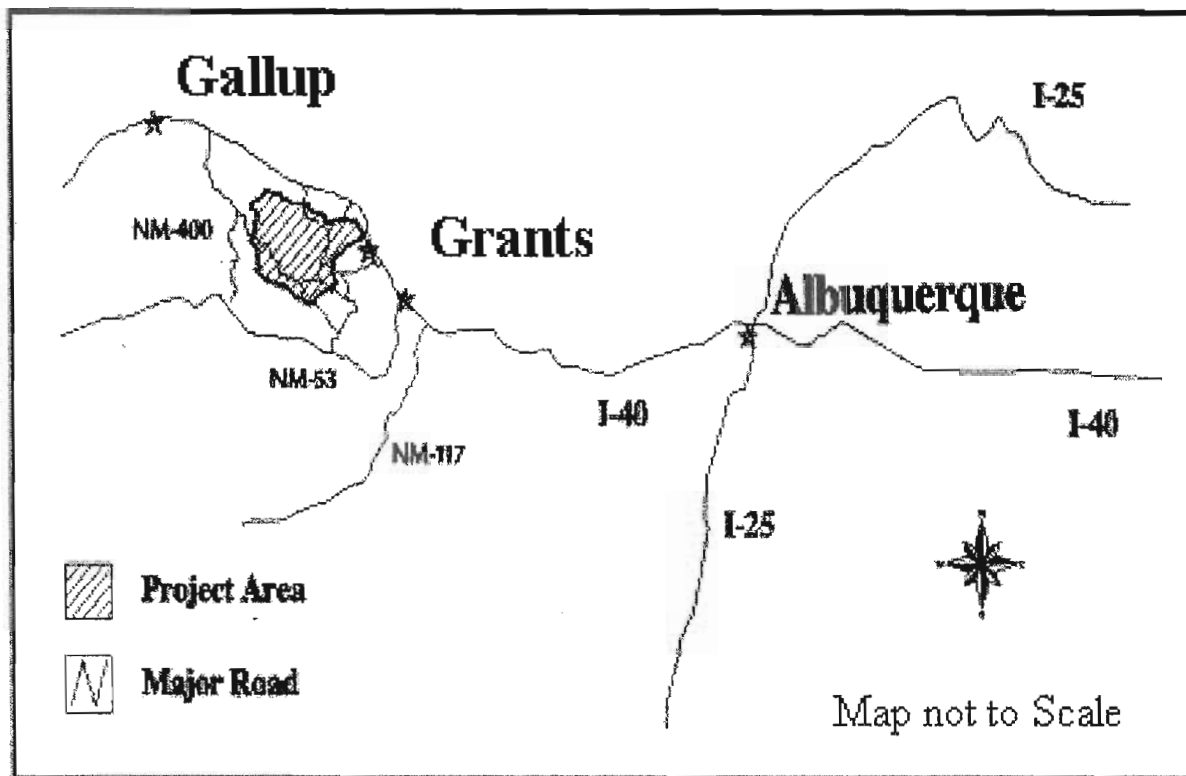 Gallup
I-25
NM-400
Grants
Albuquerque
NM-53
I-40
I-40
NM-117
I-25
Project Area
Major Road
Map not to Scale